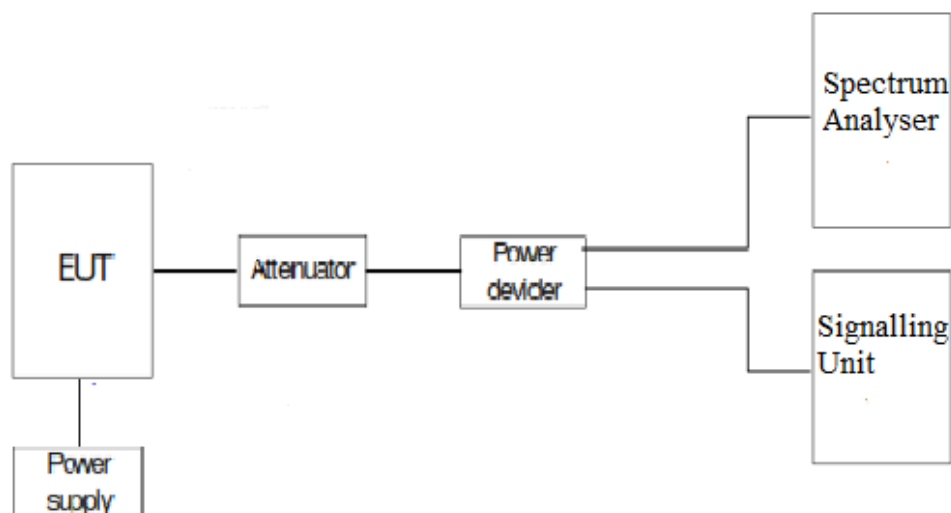 Spectrum
Analyser
EUT
Attenuator
Power
devider
Signalling
Unit
Power
supply